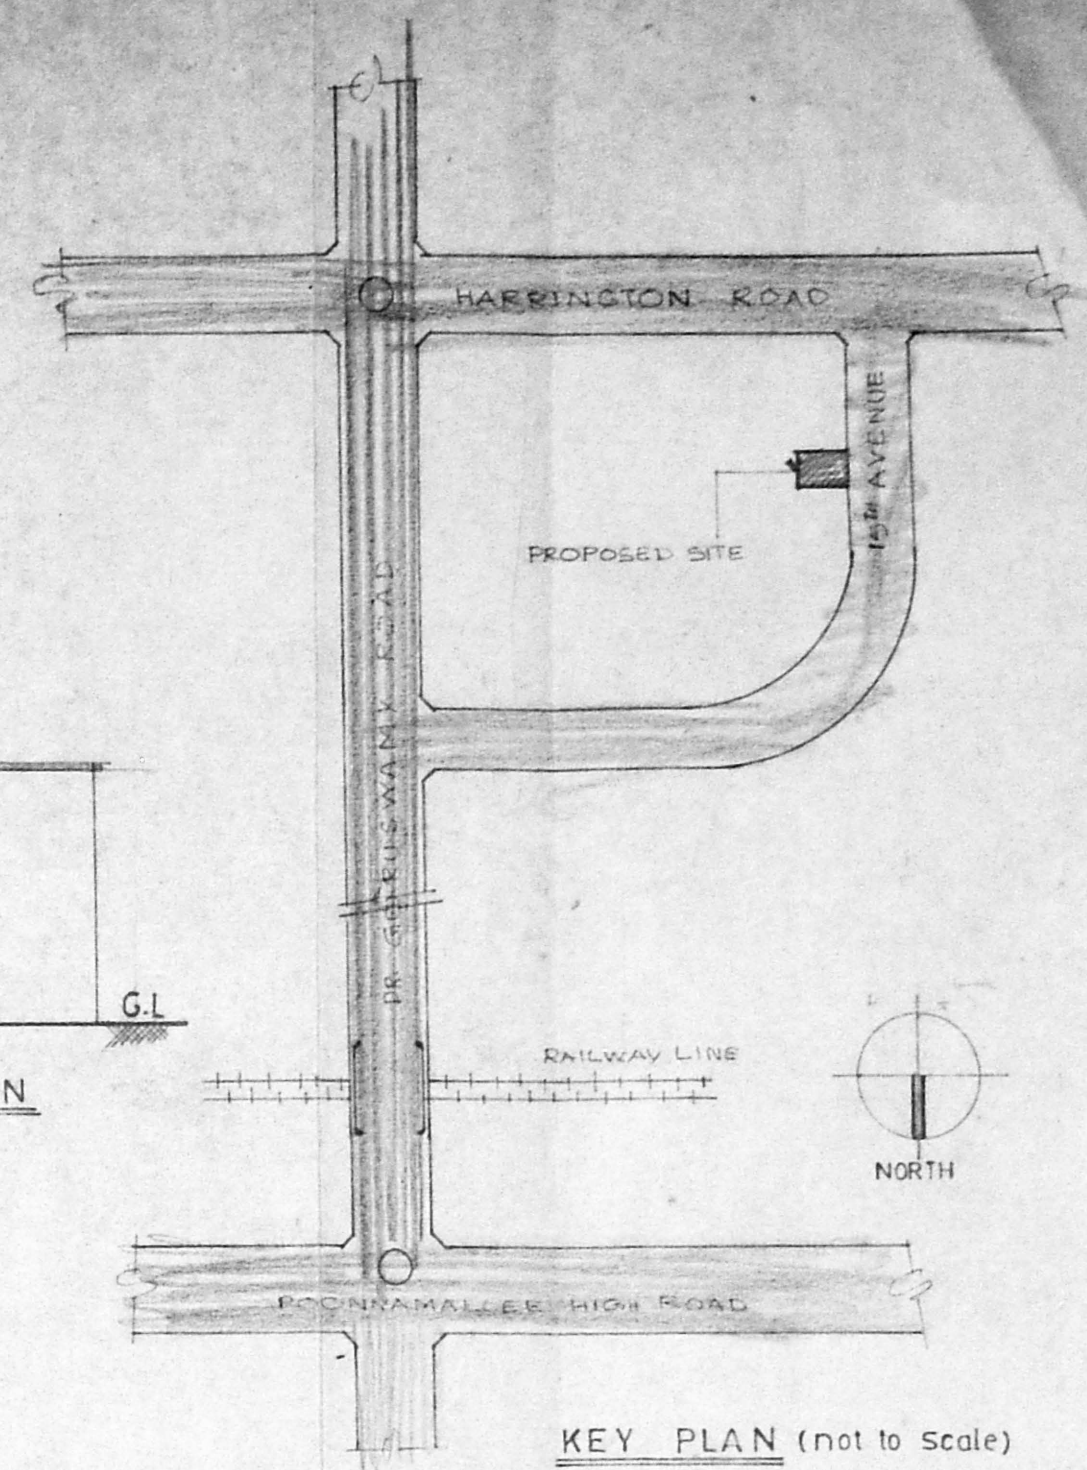 HARRINGTON ROAD
15TH AVENUE
PROPOSED SITE
DR. GURUSWAMY ROAD
G.L
N
RAILWAY LINE
NORTH
POONNAMALLEE HIGH ROAD
KEY PLAN (not to Scale)